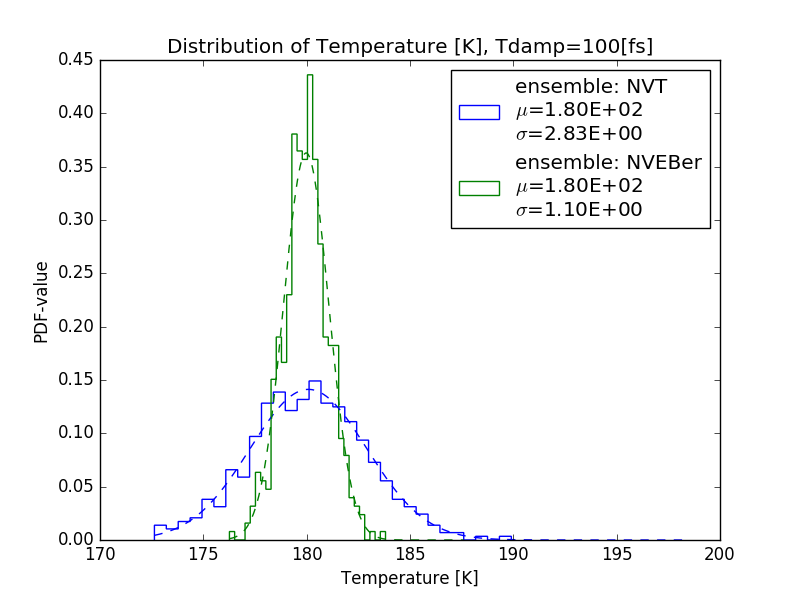 Distribution of Temperature [K], Tdamp=100[fs]
0.45
0.40
0.35
0.30
0.25
0.20
0.15
0.10
0.05
0.00
PDF-value
ensemble: NVT
μ=1.80E+02
σ=2.83E+00
ensemble: NVEBer
μ=1.80E+02
σ=1.10E+00
170 175 180 185 190 195 200
Temperature [K]